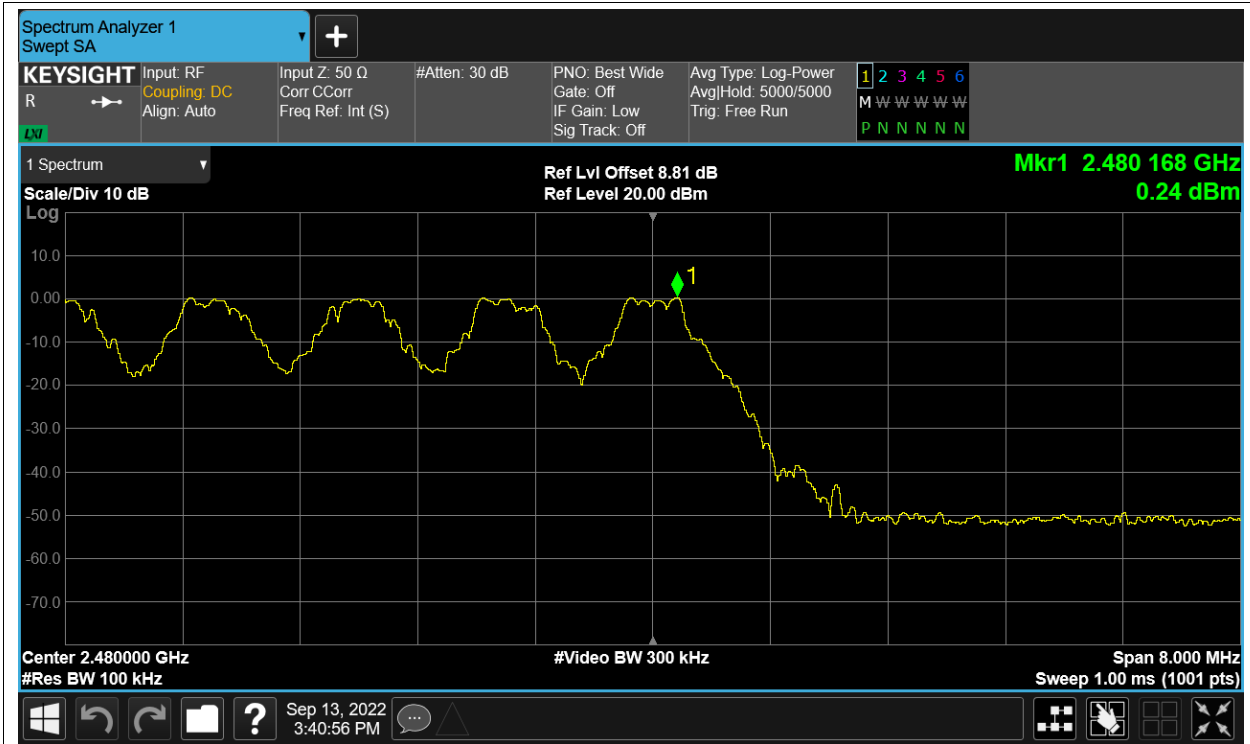 Spectrum Analyzer 1
Swept SA
KEYSIGHT
R
LXI
Input: RF
Coupling: DC
Align: Auto
Input Z: 50 Ω
Corr CCorr
Freq Ref: Int (S)
#Atten: 30 dB
PNO: Best Wide
Gate: Off
IF Gain: Low
Sig Track: Off
Avg Type: Log-Power
Avg|Hold: 5000/5000
Trig: Free Run
1 2 3 4 5 6
M W W W W W
P N N N N N
1 Spectrum
Scale/Div 10 dB
Log
Ref Lvl Offset 8.81 dB
Ref Level 20.00 dBm
Mkr1 2.480 168 GHz
0.24 dBm
1
10.0
0.00
-10.0
-20.0
-30.0
-40.0
-50.0
-60.0
-70.0
Center 2.480000 GHz
#Res BW 100 kHz
#Video BW 300 kHz
Span 8.000 MHz
Sweep 1.00 ms (1001 pts)
?
Sep 13, 2022
3:40:56 PM